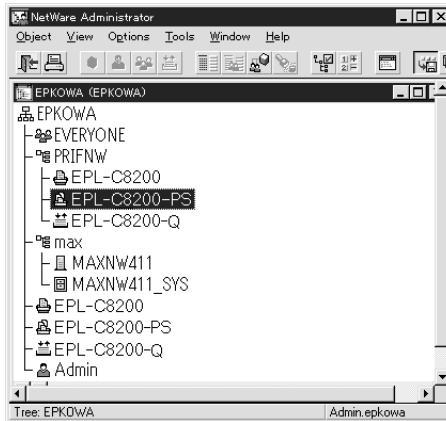 NetWare Administrator
Object View Options Tools Window Help
EPKOWA (EPKOWA)
EPKOWA
EVERYONE
PRIFNW
EPL-C8200
EPL-C8200-PS
EPL-C8200-Q
max
MAXNW411
MAXNW411_SYS
EPL-C8200
EPL-C8200-PS
EPL-C8200-Q
Admin
Tree: EPKOWA Admin.epkowa